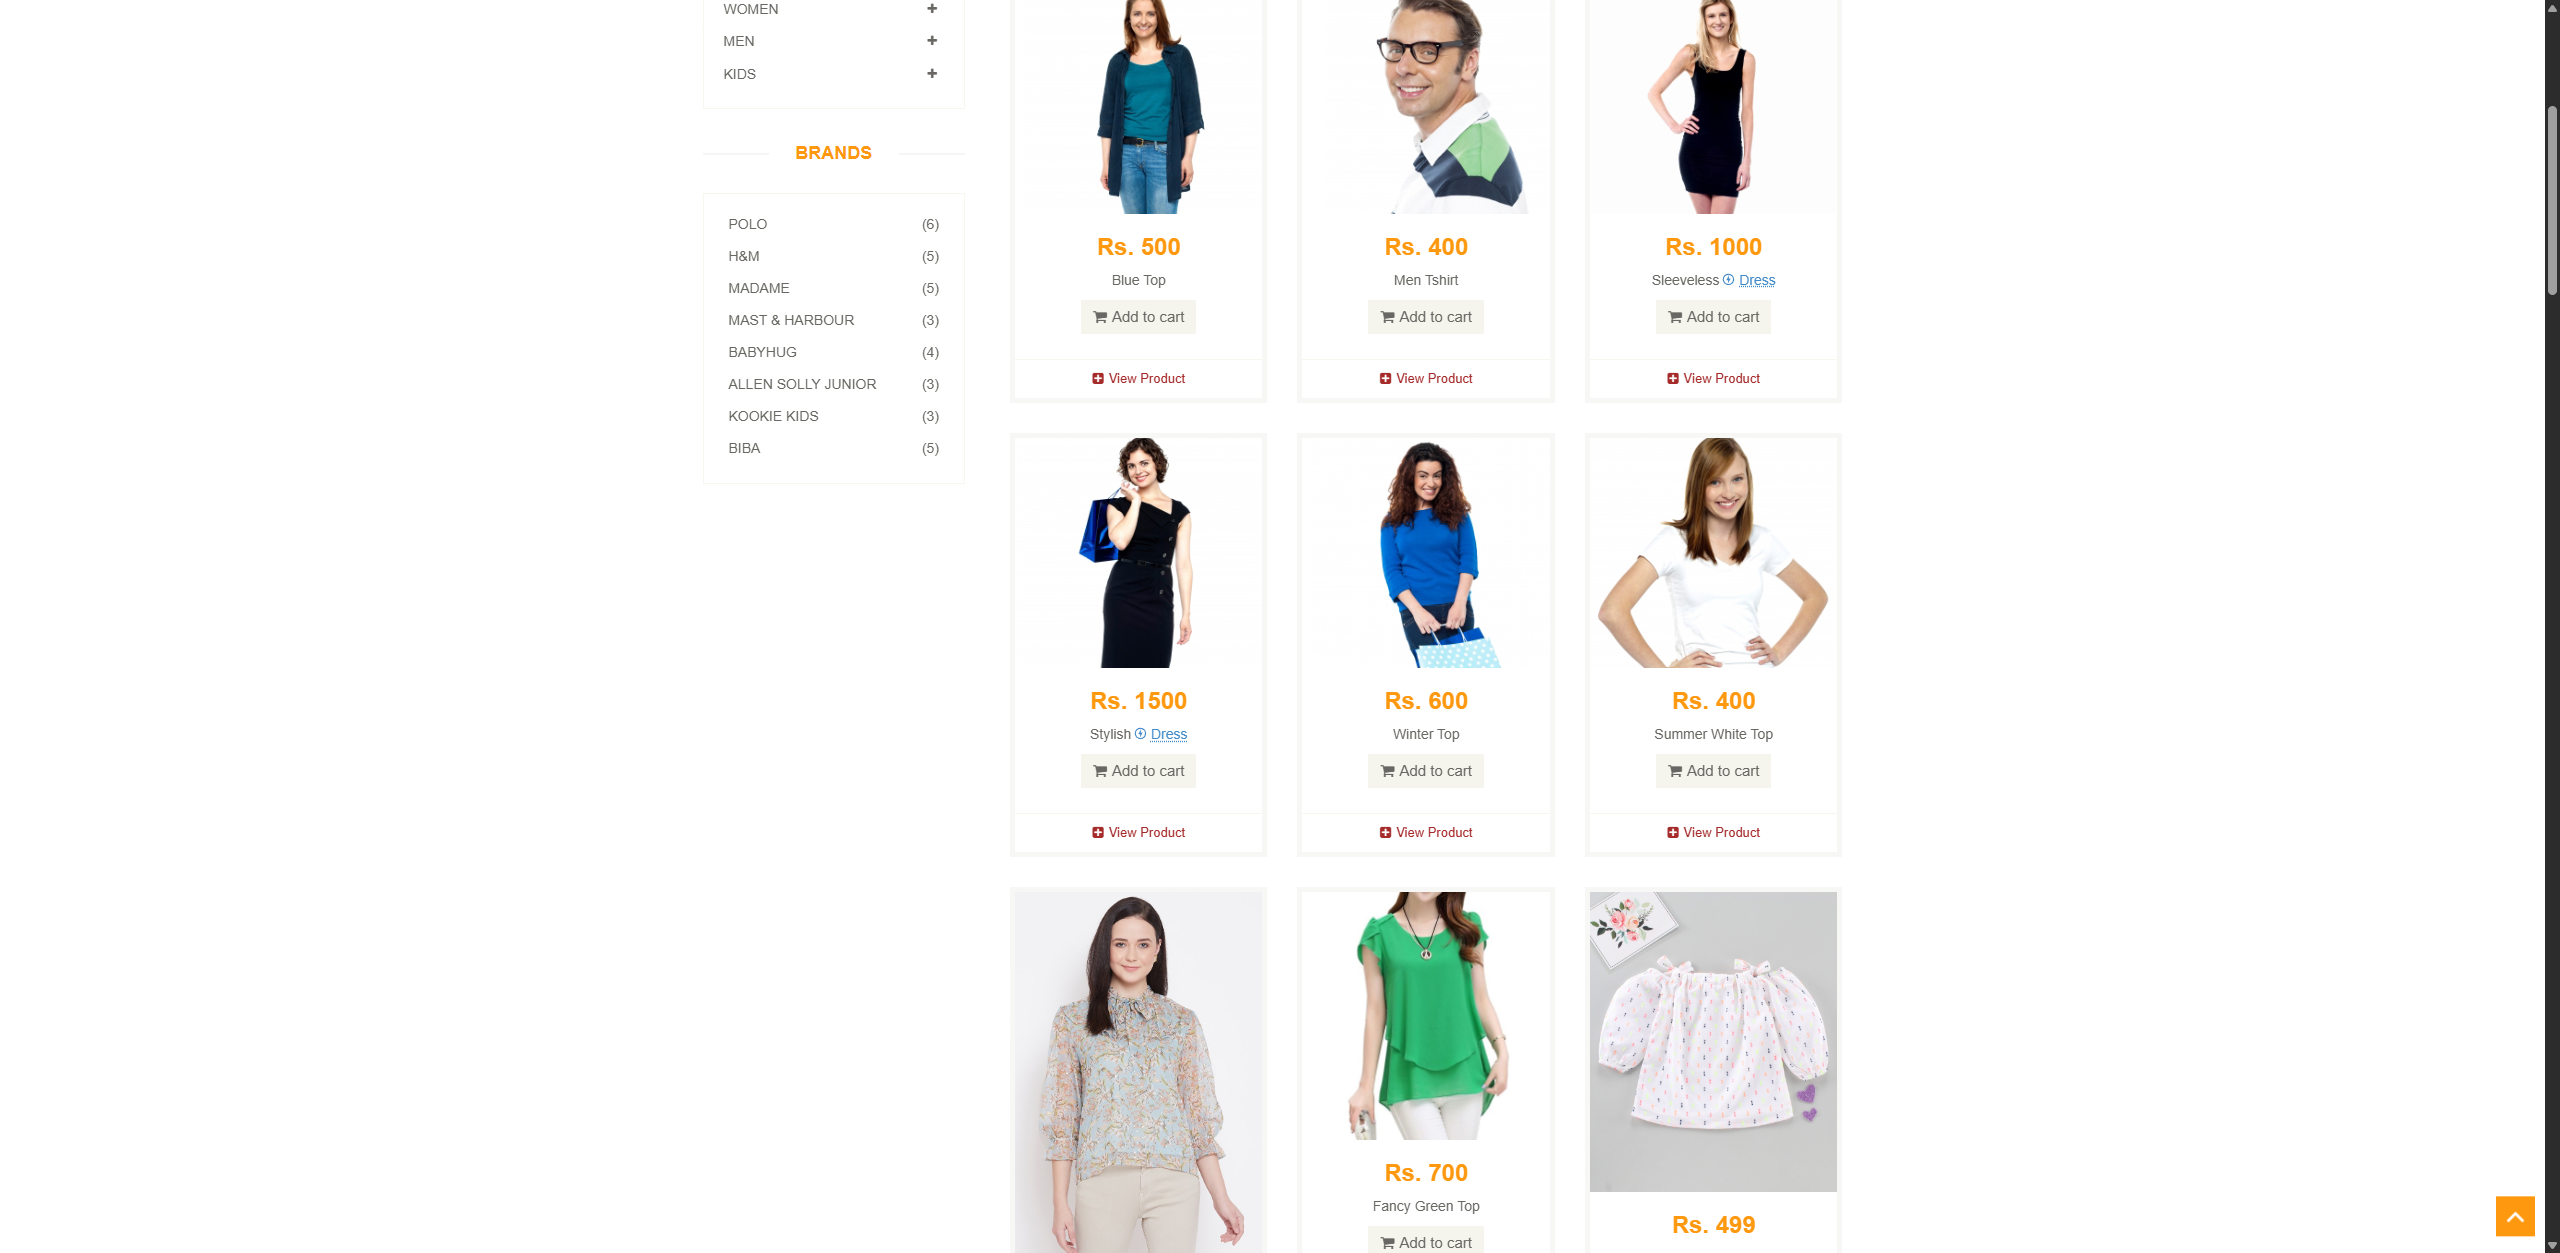 WOMEN
MEN
KIDS
BRANDS
POLO (6)
H&M (5)
MADAME (5)
MAST & HARBOUR (3)
BABYHUG (4)
ALLEN SOLLY JUNIOR (3)
KOOKIE KIDS (3)
BIBA (5)
Rs. 500
Blue Top
Add to cart
View Product
Rs. 400
Men Tshirt
Add to cart
View Product
Rs. 1000
Sleeveless Dress
Add to cart
View Product
Rs. 1500
Stylish Dress
Add to cart
View Product
Rs. 600
Winter Top
Add to cart
View Product
Rs. 400
Summer White Top
Add to cart
View Product
Rs. 700
Fancy Green Top
Add to cart
Rs. 499